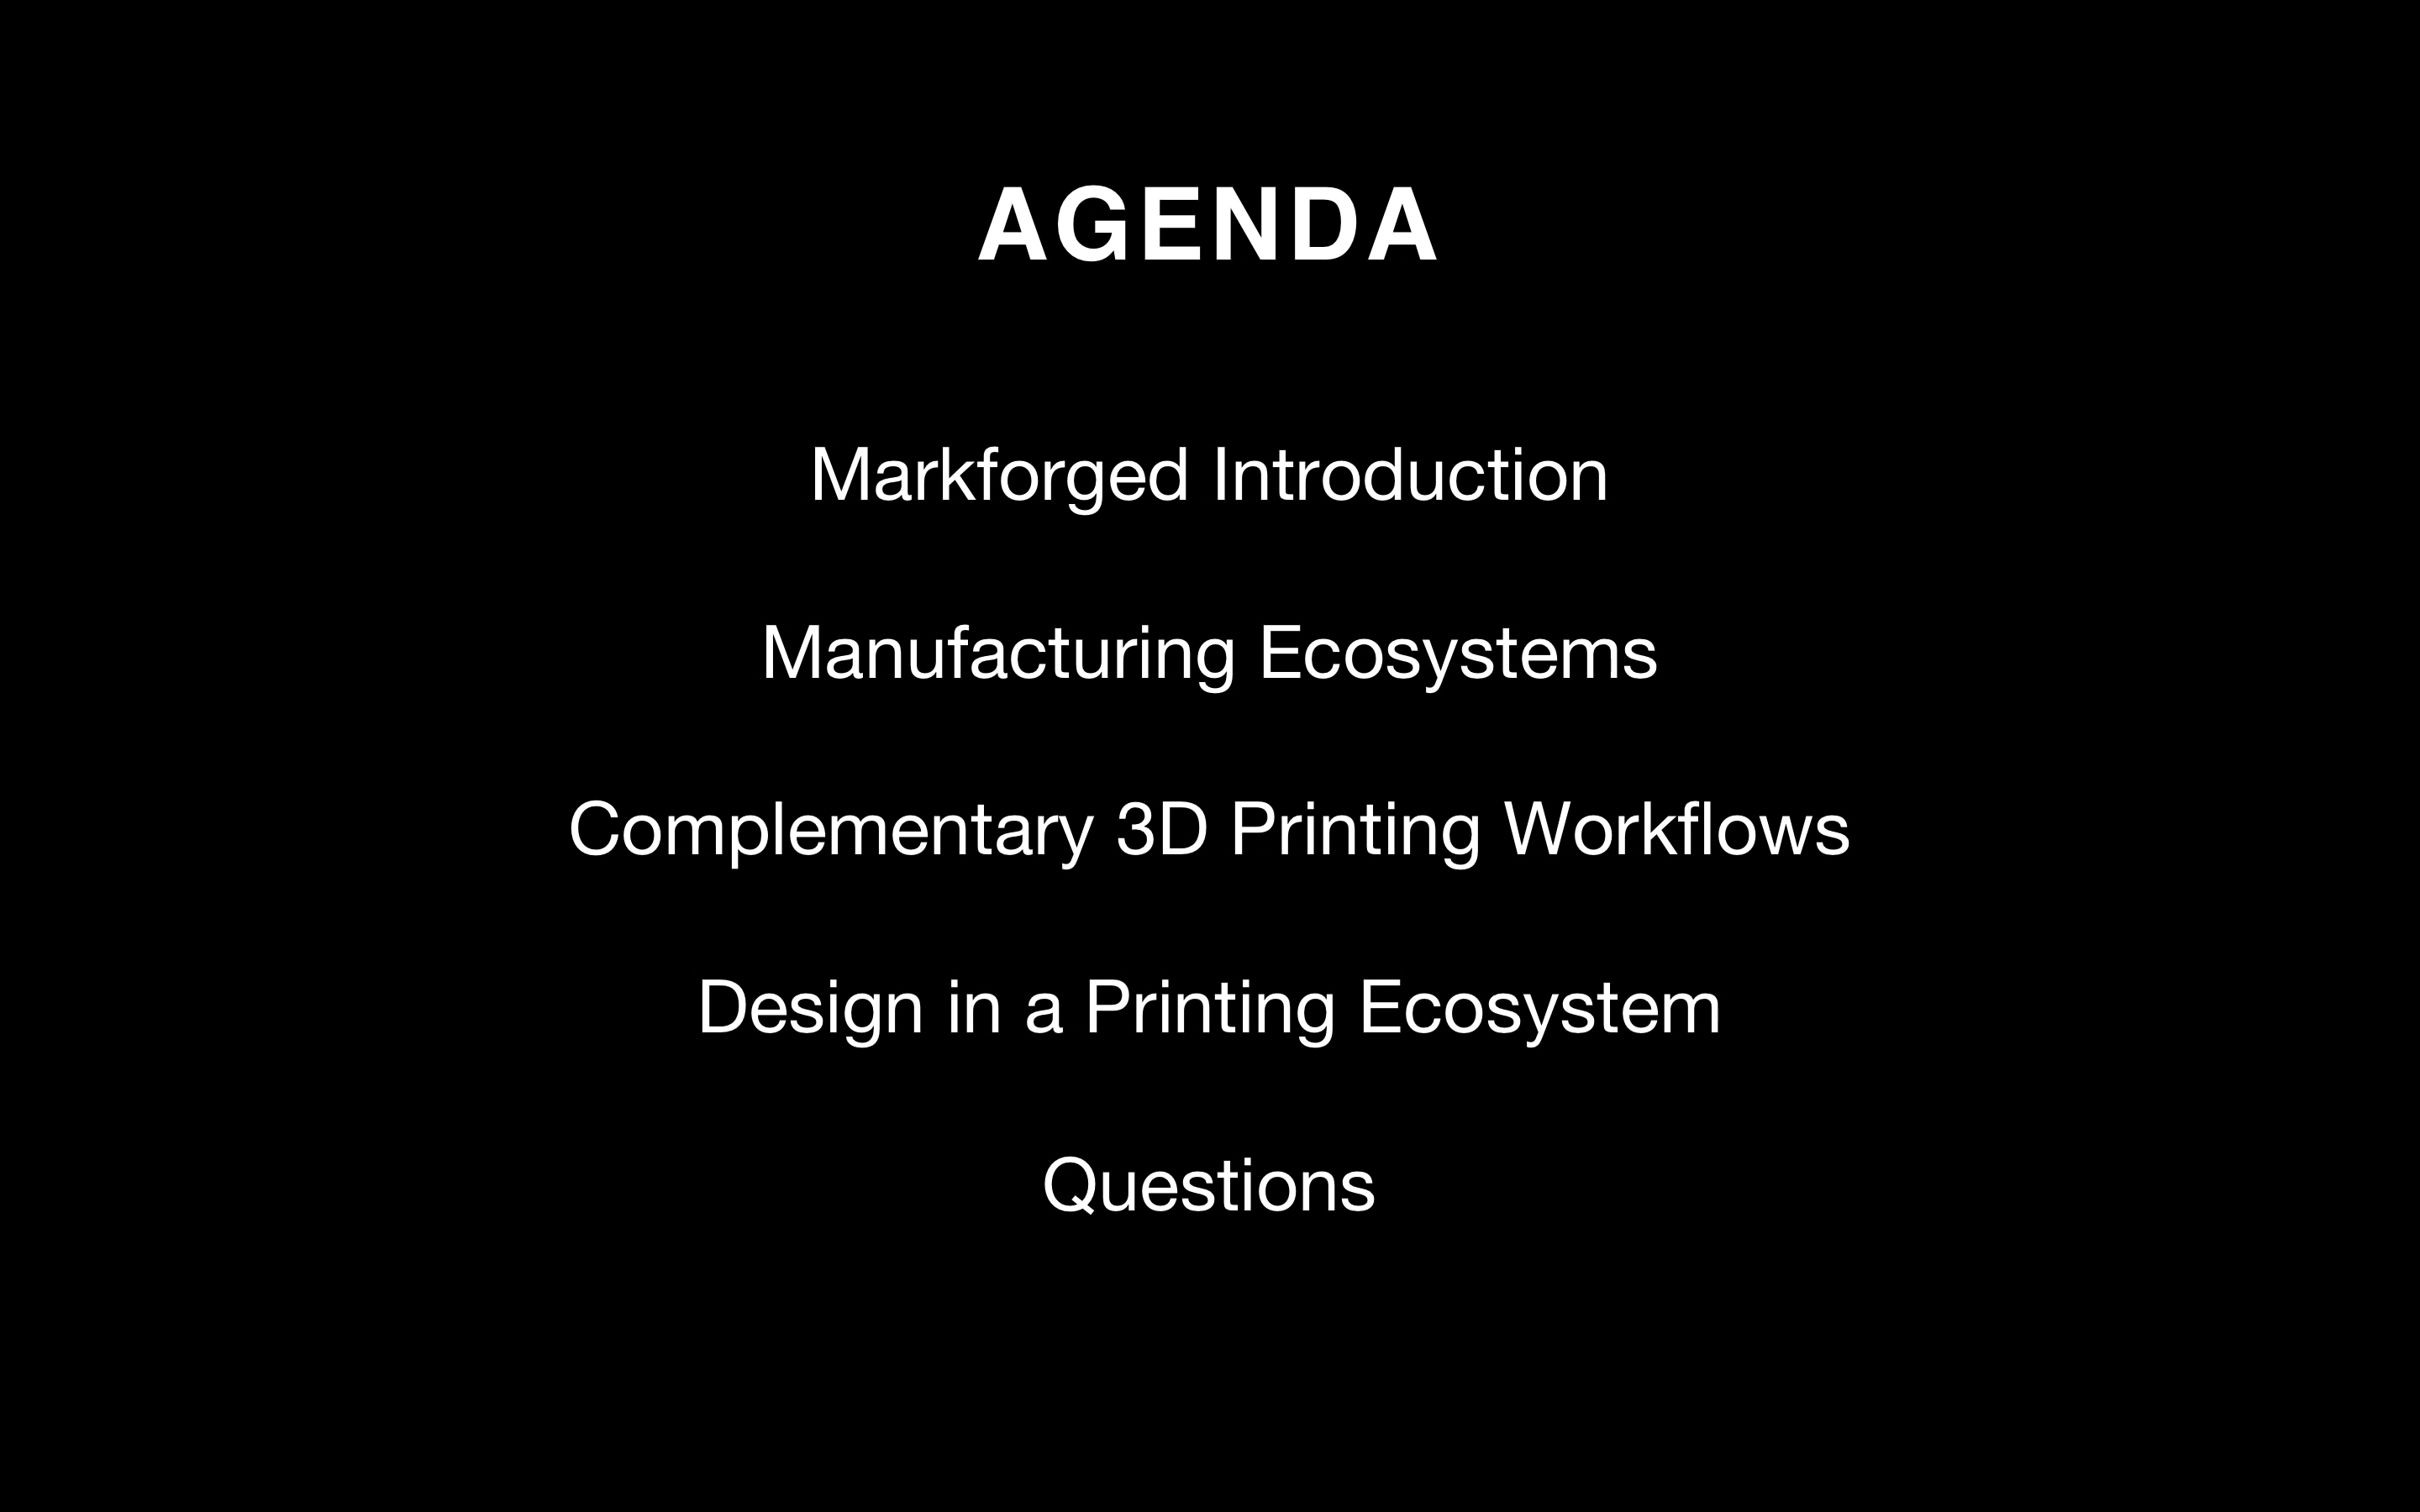 AGENDA
Markforged Introduction
Manufacturing Ecosystems
Complementary 3D Printing Workflows
Design in a Printing Ecosystem
Questions